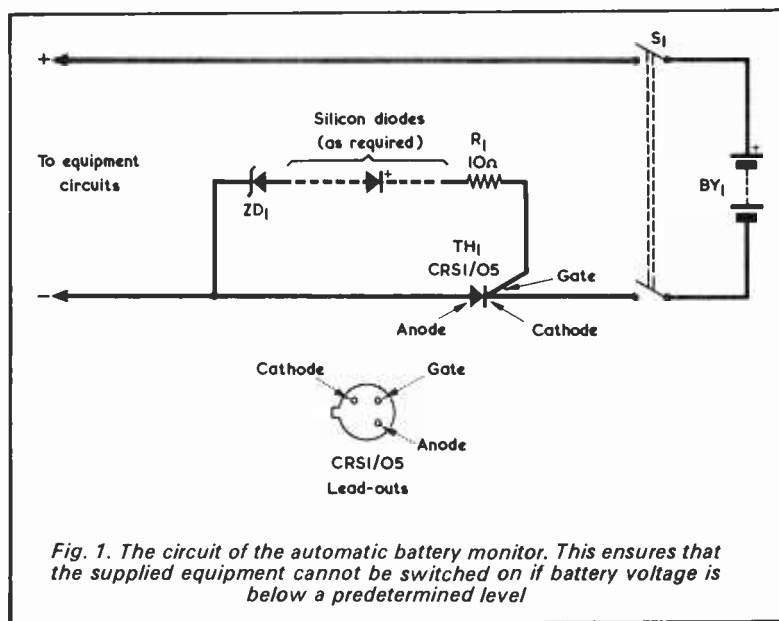 S1
+
Silicon diodes
(as required)
R1
10Ω
To equipment
circuits
+
+
ZD1
BY1
TH1
CRS1/O5
Gate
−
Anode
Cathode
Cathode
Gate
Anode
CRS1/O5
Lead-outs
Fig. 1. The circuit of the automatic battery monitor. This ensures that
the supplied equipment cannot be switched on if battery voltage is
below a predetermined level